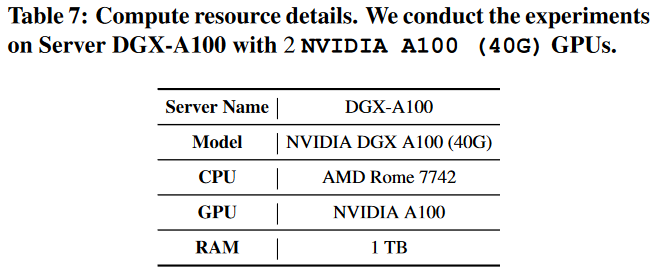 Table 7: Compute resource details. We conduct the experiments
on Server DGX-A100 with 2 NVIDIA A100 (40G) GPUs.
Server Name | DGX-A100
Model | NVIDIA DGX A100 (40G)
CPU | AMD Rome 7742
GPU | NVIDIA A100
RAM | 1 TB